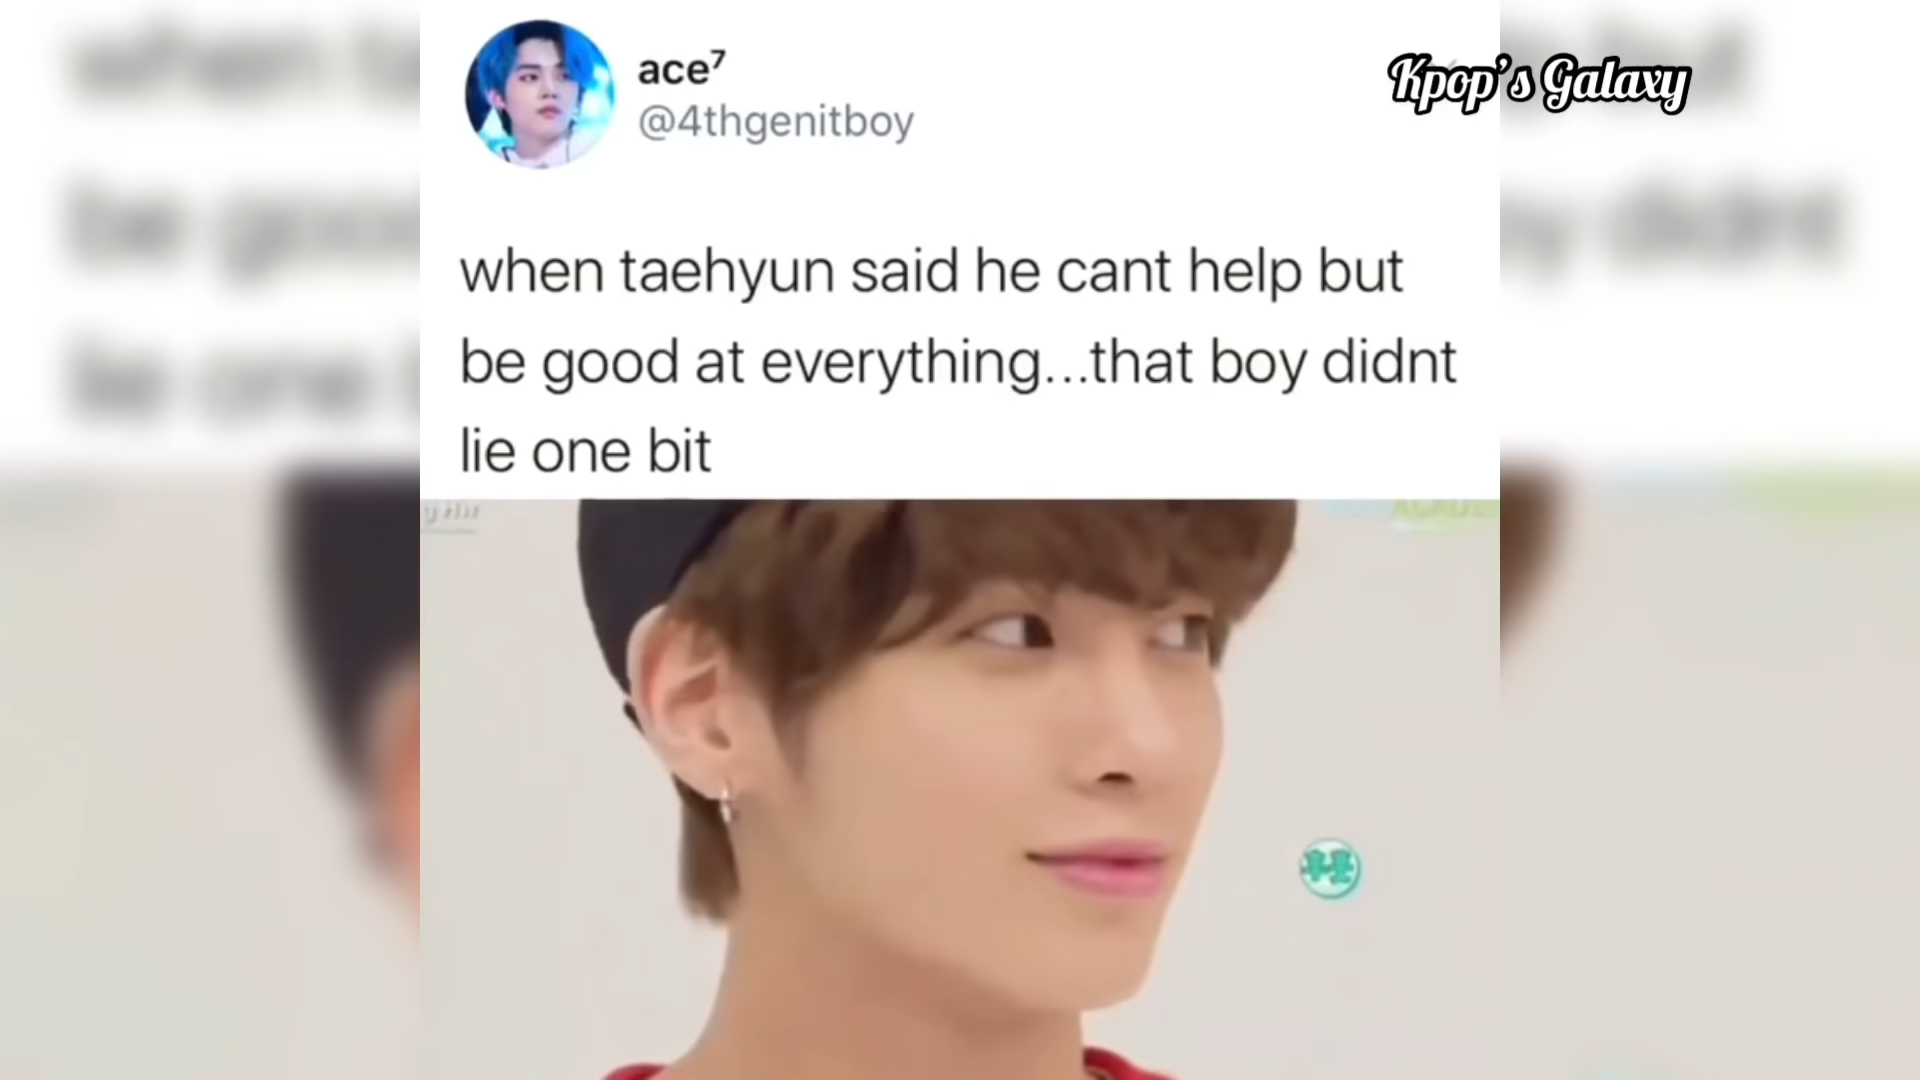 ace⁷
@4thgenitboy
Kpop's Galaxy
when taehyun said he cant help but
be good at everything...that boy didnt
lie one bit
g Hit